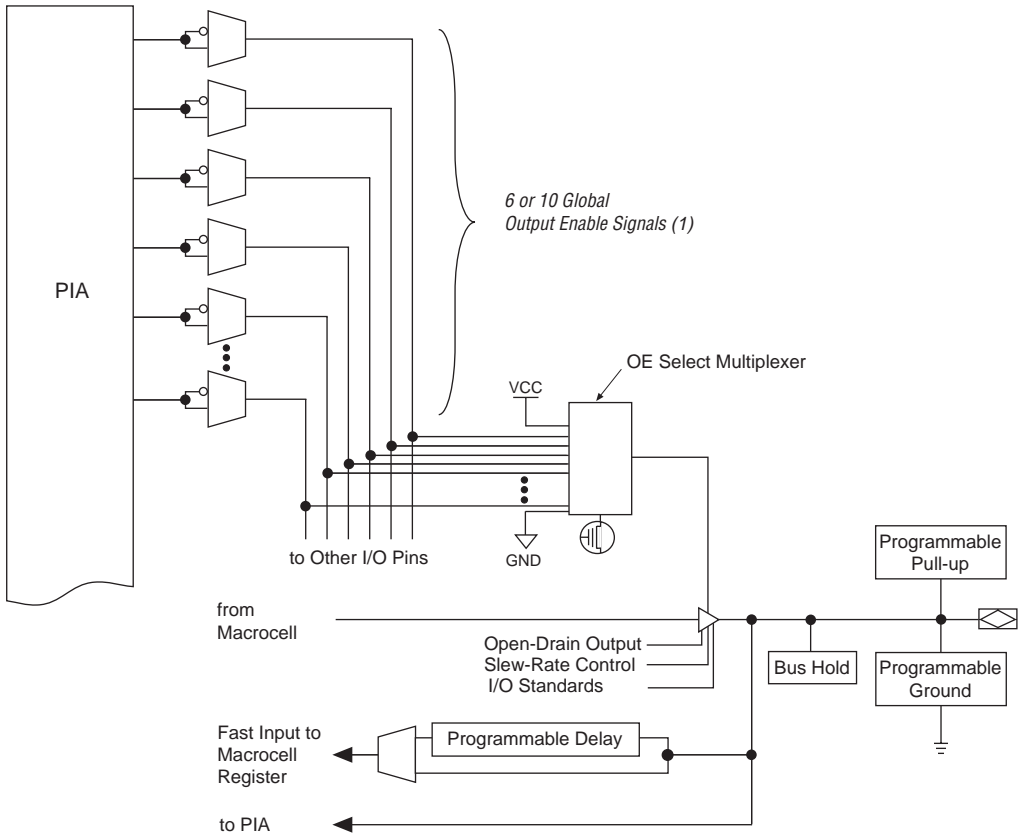 PIA
6 or 10 Global
Output Enable Signals (1)
OE Select Multiplexer
VCC
GND
to Other I/O Pins
Programmable
Pull-up
from
Macrocell
Open-Drain Output
Slew-Rate Control
I/O Standards
Bus Hold
Programmable
Ground
Fast Input to
Macrocell
Register
Programmable Delay
to PIA